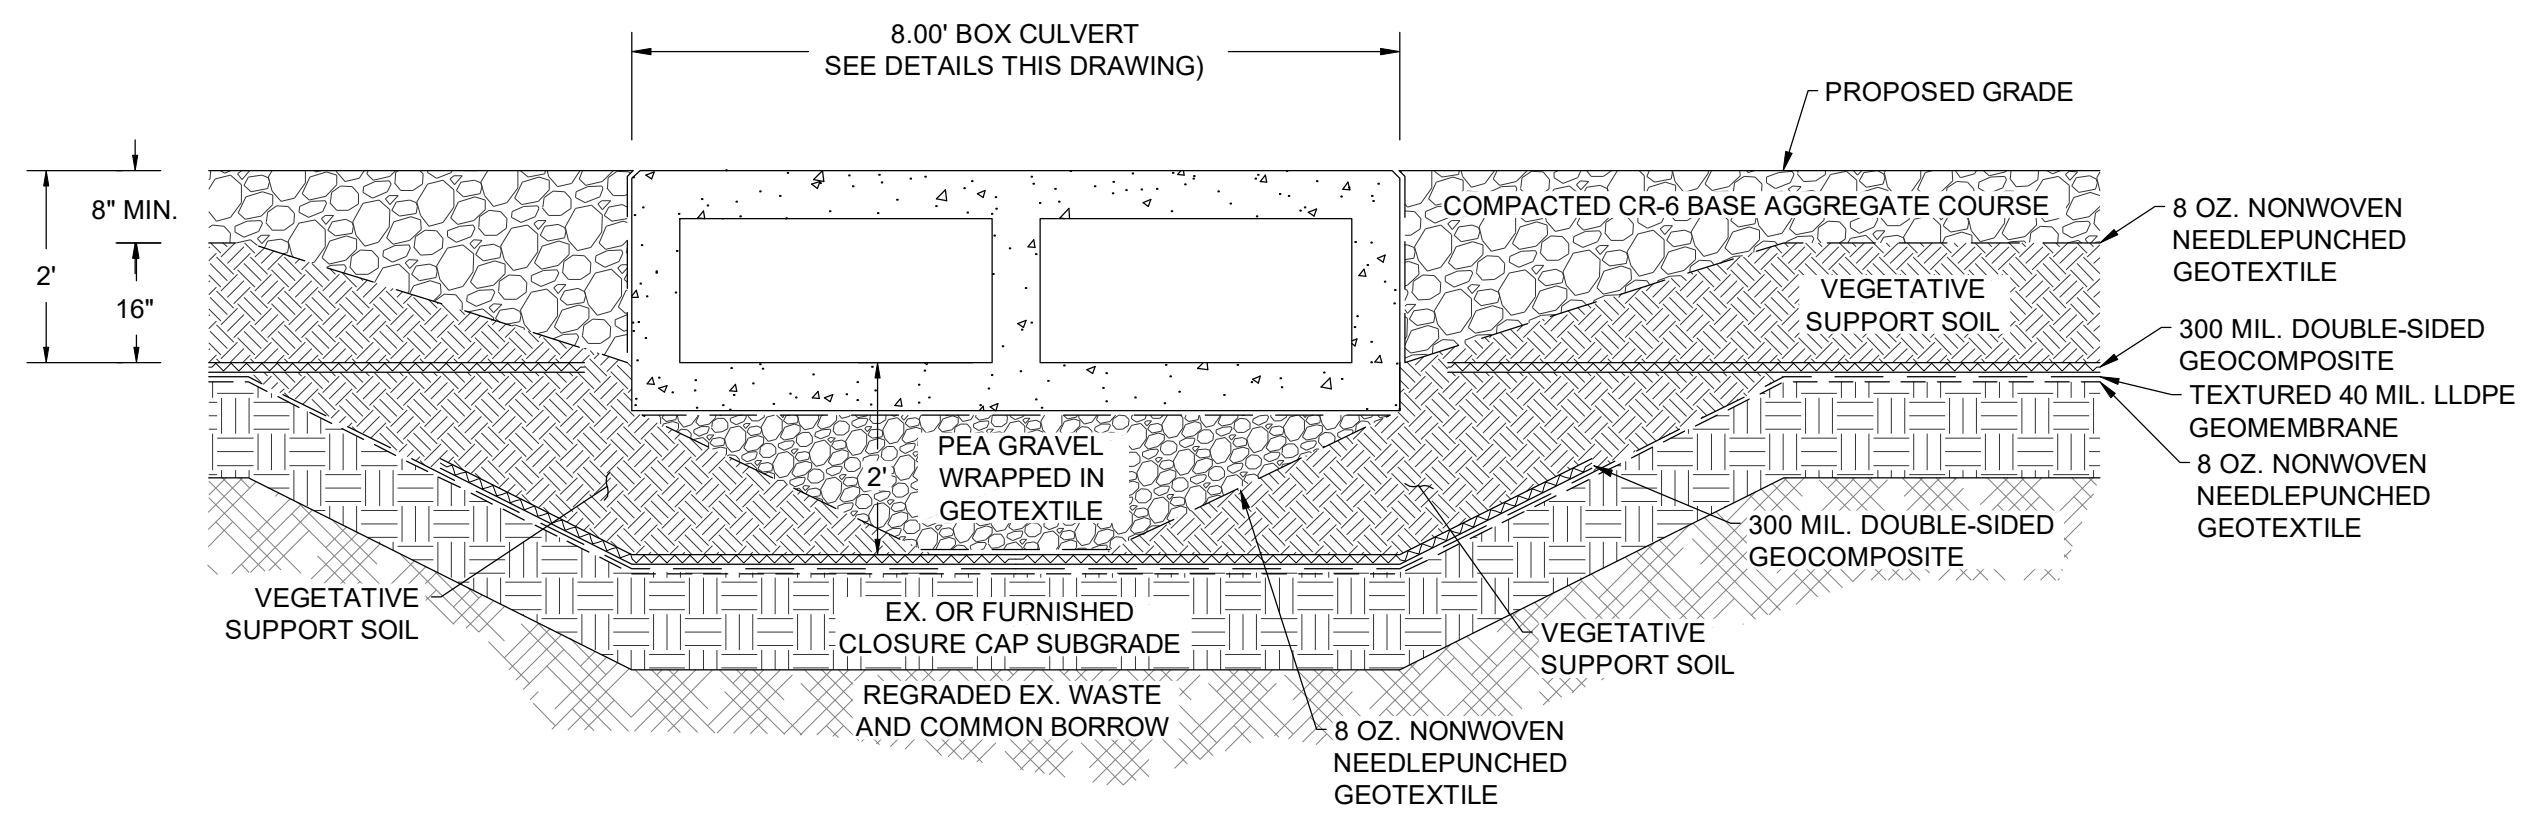 8.00' BOX CULVERT
SEE DETAILS THIS DRAWING)
PROPOSED GRADE
8" MIN.
2'
16"
COMPACTED CR-6 BASE AGGREGATE COURSE
8 OZ. NONWOVEN
NEEDLEPUNCHED
GEOTEXTILE
VEGETATIVE
SUPPORT SOIL
300 MIL. DOUBLE-SIDED
GEOCOMPOSITE
TEXTURED 40 MIL. LLDPE
GEOMEMBRANE
8 OZ. NONWOVEN
NEEDLEPUNCHED
GEOTEXTILE
PEA GRAVEL
WRAPPED IN
GEOTEXTILE
2'
300 MIL. DOUBLE-SIDED
GEOCOMPOSITE
VEGETATIVE
SUPPORT SOIL
EX. OR FURNISHED
CLOSURE CAP SUBGRADE
VEGETATIVE
SUPPORT SOIL
REGRADED EX. WASTE
AND COMMON BORROW
8 OZ. NONWOVEN
NEEDLEPUNCHED
GEOTEXTILE